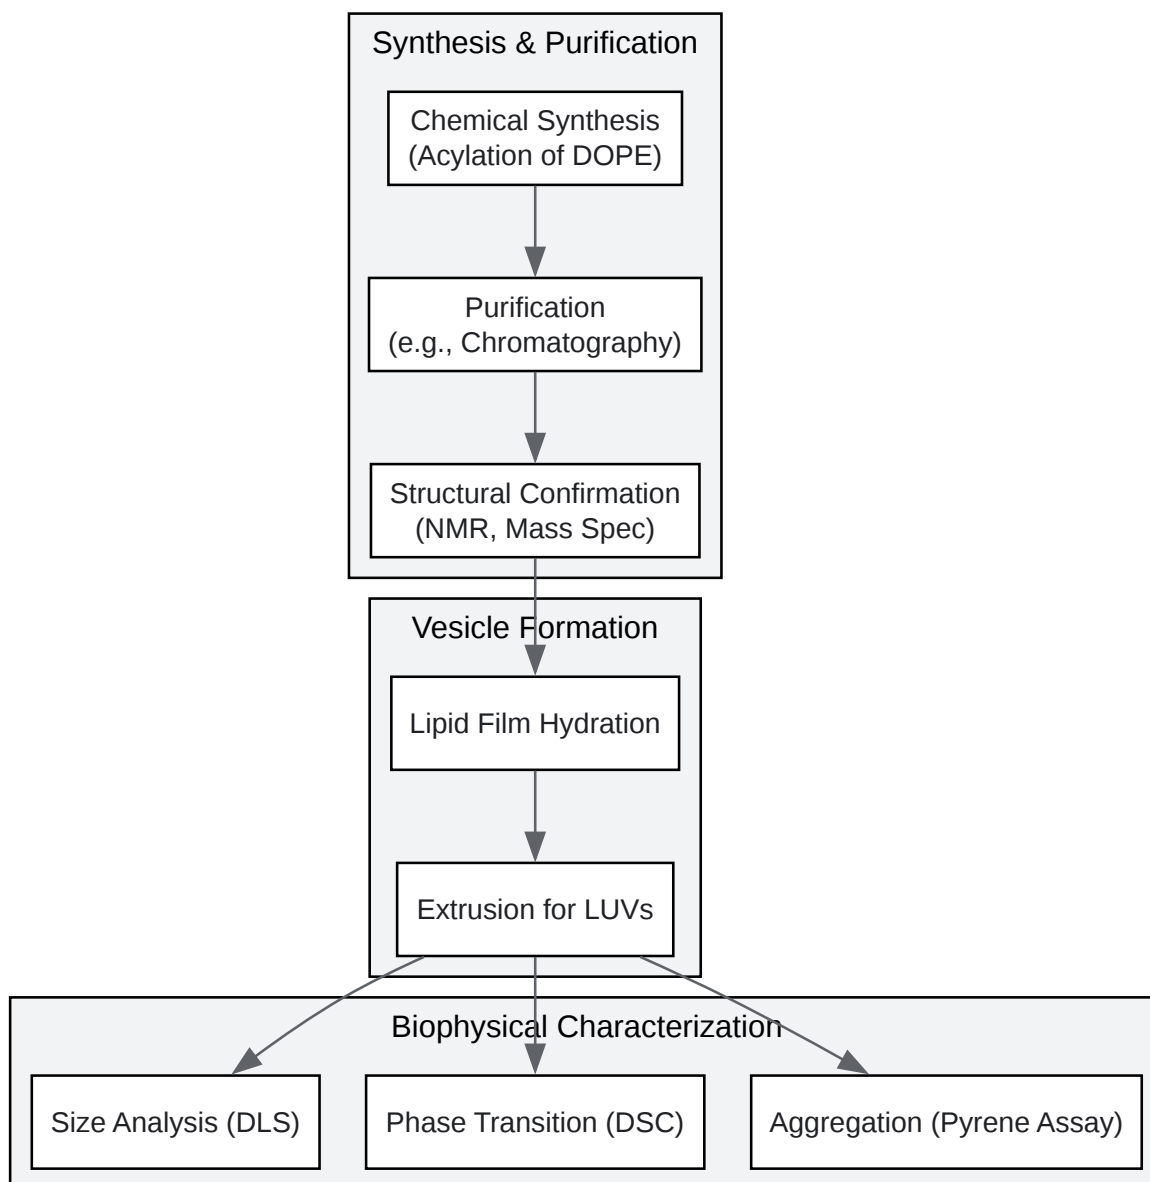 Synthesis & Purification
Chemical Synthesis
(Acylation of DOPE)
Purification
(e.g., Chromatography)
Structural Confirmation
(NMR, Mass Spec)
Vesicle Formation
Lipid Film Hydration
Extrusion for LUVs
Biophysical Characterization
Size Analysis (DLS)
Phase Transition (DSC)
Aggregation (Pyrene Assay)